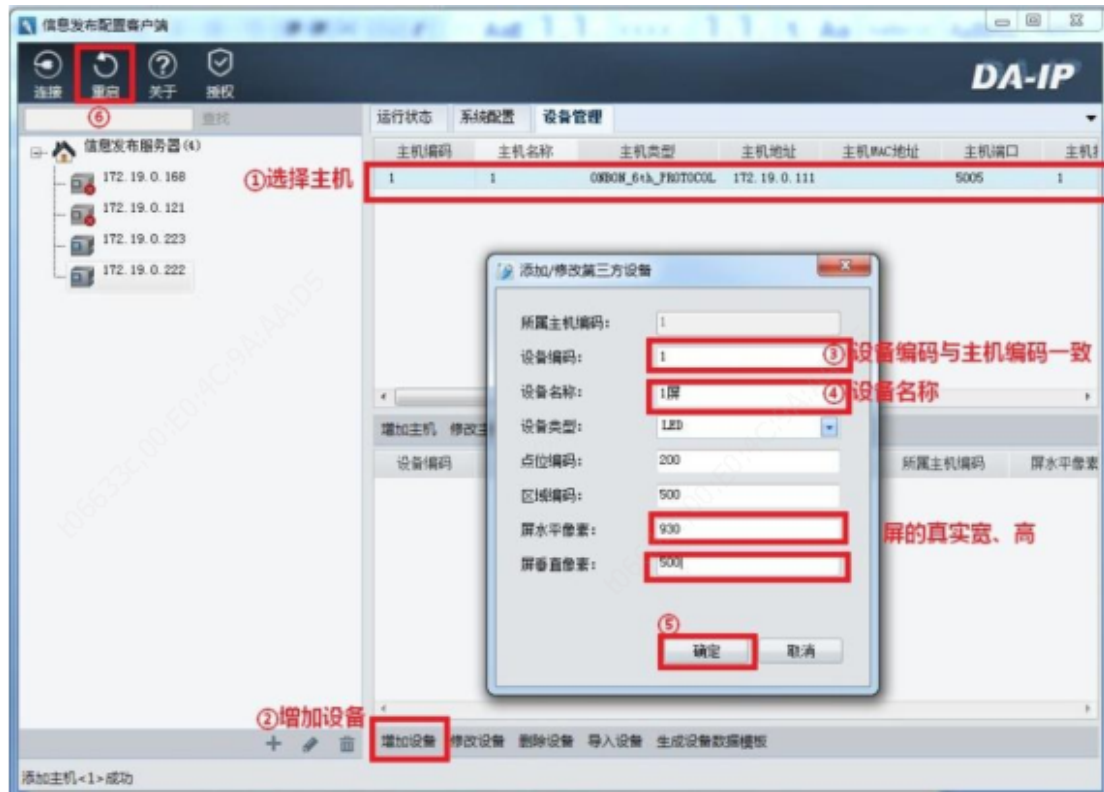 信息发布配置客户端
连接 重启 关于 授权
DA-IP
⑥
查找
运行状态 系统配置 设备管理
信息发布服务器(4)
172.19.0.168
172.19.0.121
172.19.0.223
172.19.0.222
主机编码 主机名称 主机类型 主机地址 主机MAC地址 主机端口
①选择主机
1 1 ONBON_6th_PROTOCOL 172.19.0.111 5005 1
添加/修改第三方设备
所属主机编码: 1
设备编码: 1
③设备编码与主机编码一致
设备名称: 1屏
④设备名称
设备类型: LED
点位编码: 200
区域编码: 500
屏水平像素: 930
屏垂直像素: 500
屏的真实宽、高
⑤
确定 取消
增加主机
设备编码 所属主机编码 屏水平像素
②增加设备
增加设备 修改设备 删除设备 导入设备 生成设备数据模板
添加主机<1>成功